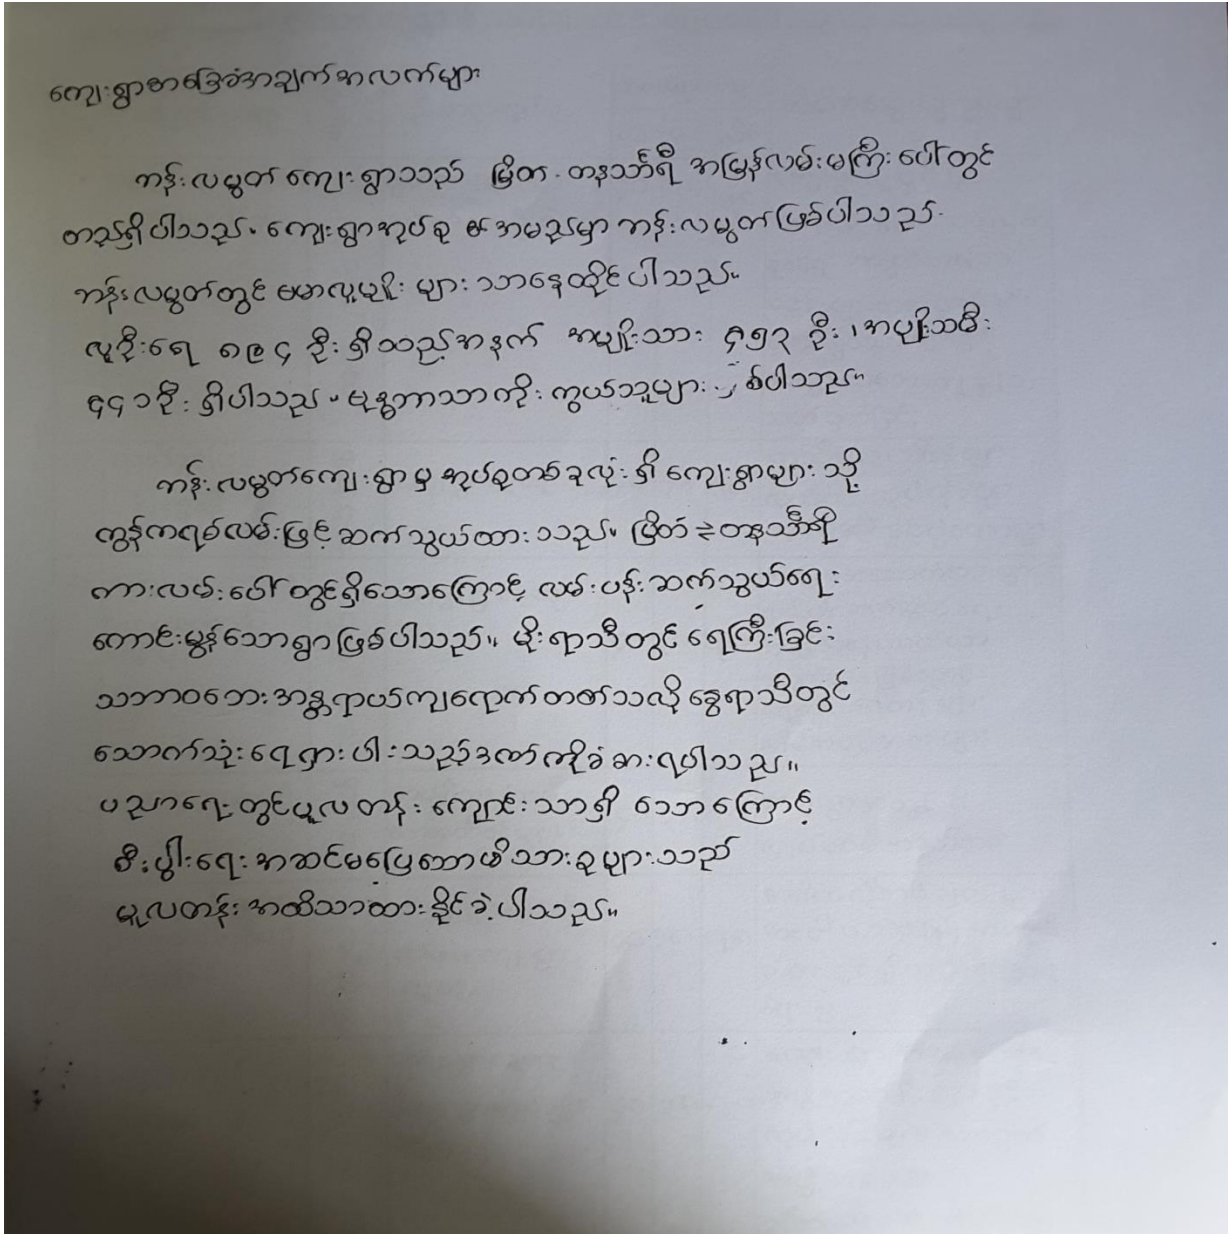 ကျေးရွာအခြေခံအချက်အလက်များ
ကန်းလမွတ်ကျေးရွာသည် မြိတ် - တနင်္သာရီ အမြန်လမ်းမကြီးပေါ်တွင်
တည်ရှိပါသည်။ ကျေးရွာအုပ်စု အမည်မှာ ကန်းလမွတ်ဖြစ်ပါသည်။
ကန်းလမွတ်တွင် ဗမာလူမျိုး များသာနေထိုင်ပါသည်။
လူဦးရေ ၈၉၄ ဦးရှိသည့်အနက် အမျိုးသား ၄၅၃ ဦး၊ အမျိုးသမီး
၄၄၁ဦး ရှိပါသည်။ ဗုဒ္ဓဘာသာကိုးကွယ်သူများ ဖြစ်ပါသည်။
ကန်းလမွတ်ကျေးရွာမှ အုပ်စုတစ်ခုလုံးရှိ ကျေးရွာများသို့
ကွန်ကရစ်လမ်းဖြင့် ဆက်သွယ်ထားသည်။ မြိတ်နှင့်တနင်္သာရီ
ကားလမ်းပေါ်တွင်ရှိသောကြောင့် လမ်းပန်းဆက်သွယ်ရေး
ကောင်းမွန်သောရွာဖြစ်ပါသည်။ မိုးရာသီတွင် ရေကြီးခြင်း
သဘာဝဘေးအန္တရာယ်ကျရောက်တတ်သလို နွေရာသီတွင်
သောက်သုံးရေရှားပါးသည့်ဒဏ်ကိုခံစားရပါသည်။
ပညာရေးတွင်မူလတန်းကျောင်းသာရှိ သောကြောင့်
စီးပွါးရေးအဆင်မပြေသောမိသားစုများသည်
မူလတန်းအထိသာထားနိုင်ခဲ့ပါသည်။